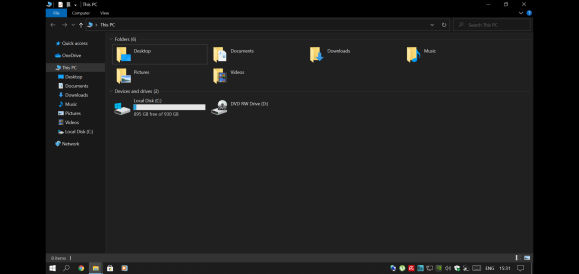 This PC
File Computer View
This PC Search This PC
Quick access
OneDrive
This PC
Desktop
Documents
Downloads
Music
Pictures
Videos
Local Disk (C:)
Network
Folders (6)
Desktop Documents Downloads Music
Pictures Videos
Devices and drives (2)
Local Disk (C:) DVD RW Drive (D:)
895 GB free of 930 GB
8 items
ENG 15:31